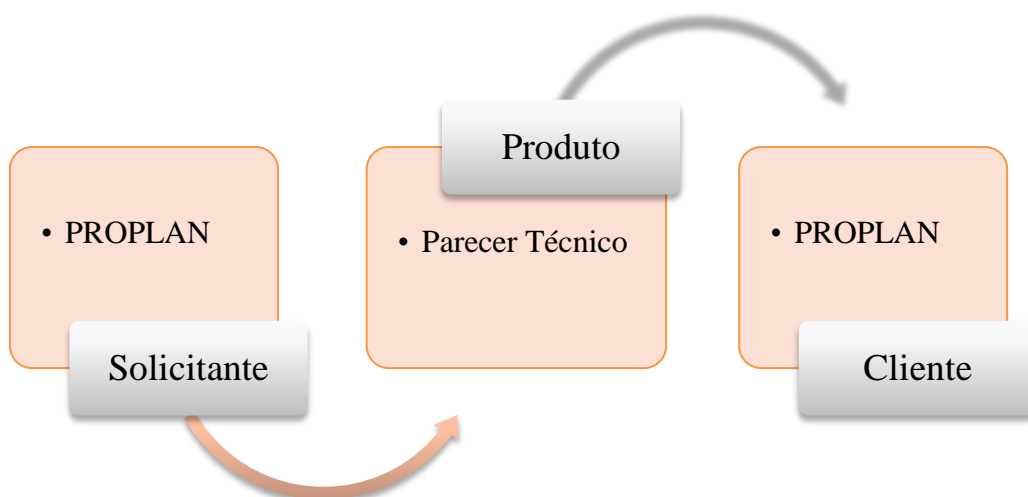 • PROPLAN
Solicitante
Produto
• Parecer Técnico
• PROPLAN
Cliente